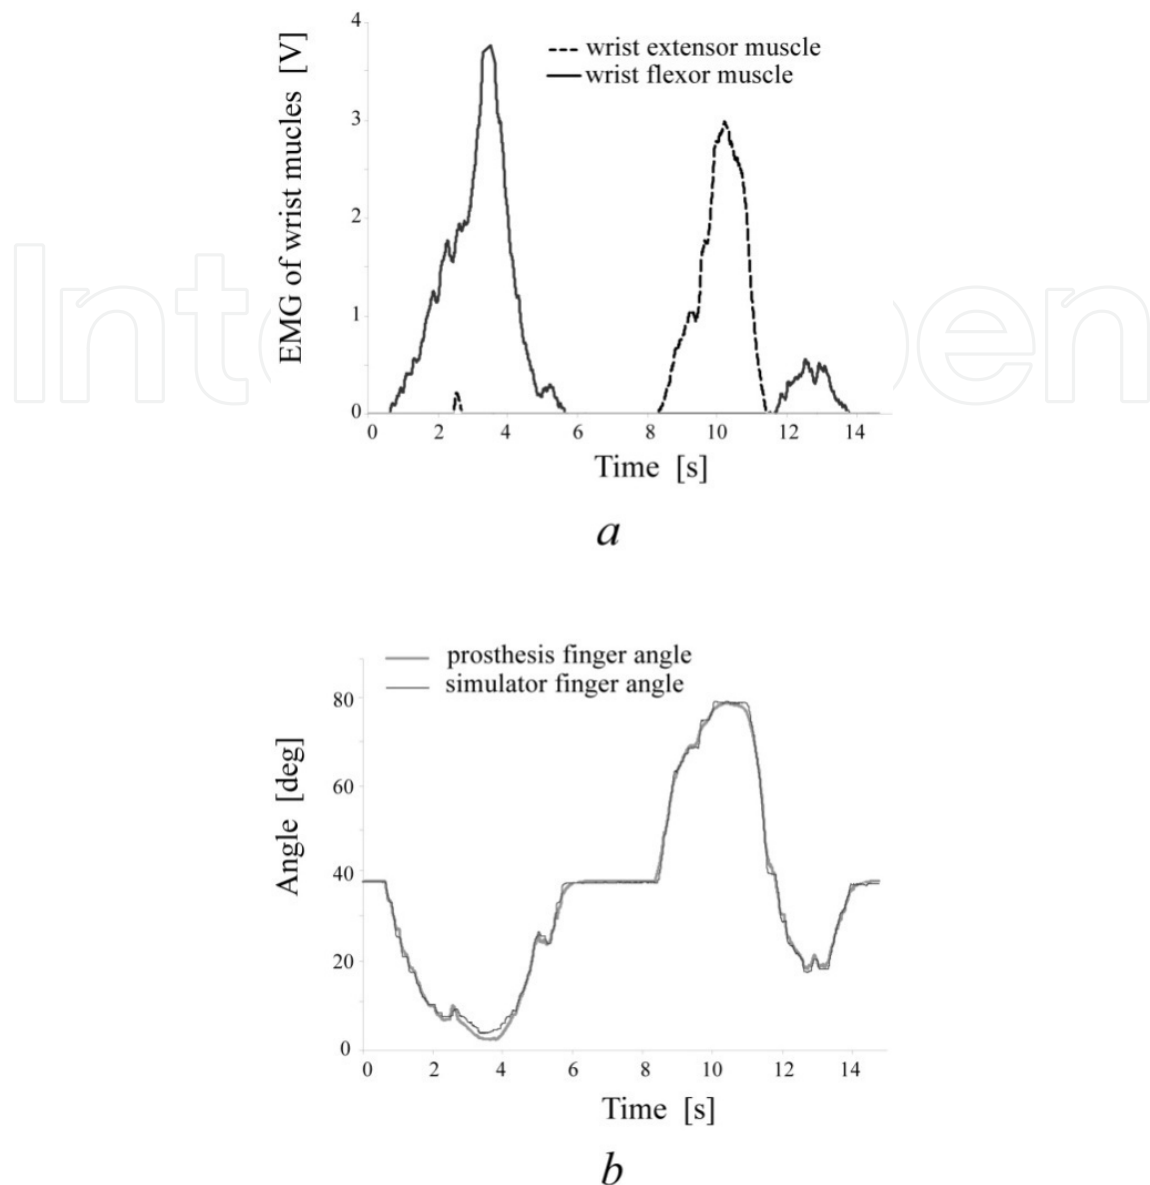 4
wrist extensor muscle
wrist flexor muscle
EMG of wrist mucles [V]
3
2
1
0
0 2 4 6 8 10 12 14
Time [s]
a
prosthesis finger angle
simulator finger angle
80
Angle [deg]
60
40
20
0
0 2 4 6 8 10 12 14
Time [s]
b